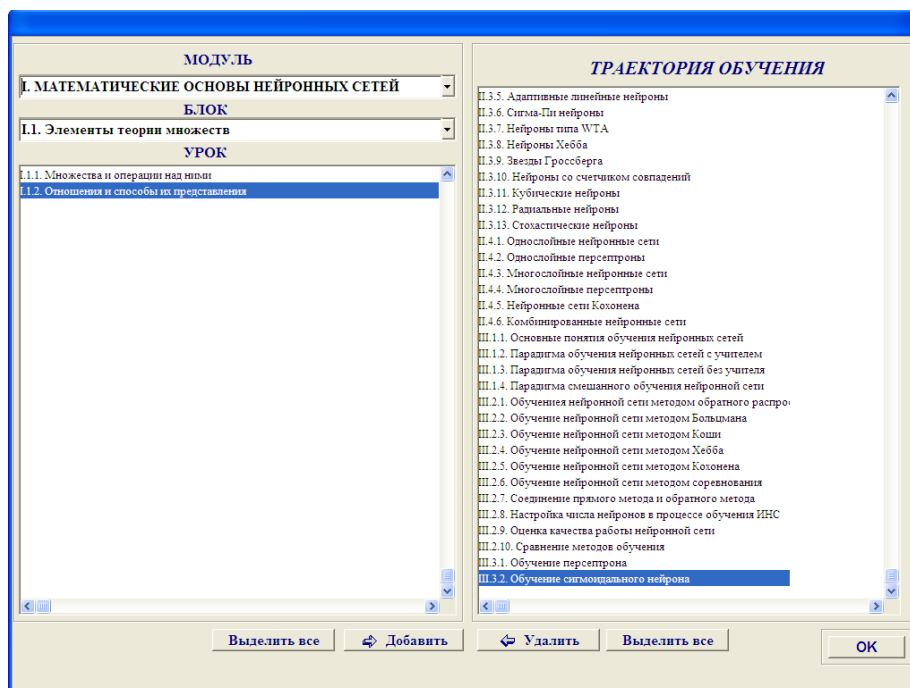 МОДУЛЬ
I. МАТЕМАТИЧЕСКИЕ ОСНОВЫ НЕЙРОННЫХ СЕТЕЙ
БЛОК
I.1. Элементы теории множеств
УРОК
I.1.1. Множества и операции над ними
I.1.2. Отношения и способы их представления
ТРАЕКТОРИЯ ОБУЧЕНИЯ
II.3.5. Адаптивные линейные нейроны
II.3.6. Сигма-Пи нейроны
II.3.7. Нейроны типа WTA
II.3.8. Нейроны Хебба
II.3.9. Звезды Гроссберга
II.3.10. Нейроны со счетчиком совпадений
II.3.11. Кубические нейроны
II.3.12. Радиальные нейроны
II.3.13. Стохастические нейроны
II.4.1. Однослойные нейронные сети
II.4.2. Однослойные персептроны
II.4.3. Многослойные нейронные сети
II.4.4. Многослойные персептроны
II.4.5. Нейронные сети Кохонена
II.4.6. Комбинированные нейронные сети
III.1.1. Основные понятия обучения нейронных сетей
III.1.2. Парадигма обучения нейронных сетей с учителем
III.1.3. Парадигма обучения нейронных сетей без учителя
III.1.4. Парадигма смешанного обучения нейронной сети
III.2.1. Обучениея нейронной сети методом обратного распро
III.2.2. Обучение нейронной сети методом Больцмана
III.2.3. Обучение нейронной сети методом Коши
III.2.4. Обучение нейронной сети методом Хебба
III.2.5. Обучение нейронной сети методом Кохонена
III.2.6. Обучение нейронной сети методом соревнования
III.2.7. Соединение прямого метода и обратного метода
III.2.8. Настройка числа нейронов в процессе обучения ИНС
III.2.9. Оценка качества работы нейронной сети
III.2.10. Сравнение методов обучения
III.3.1. Обучение персептрона
III.3.2. Обучение сигмоидального нейрона
Выделить все
Добавить
Удалить
Выделить все
OK